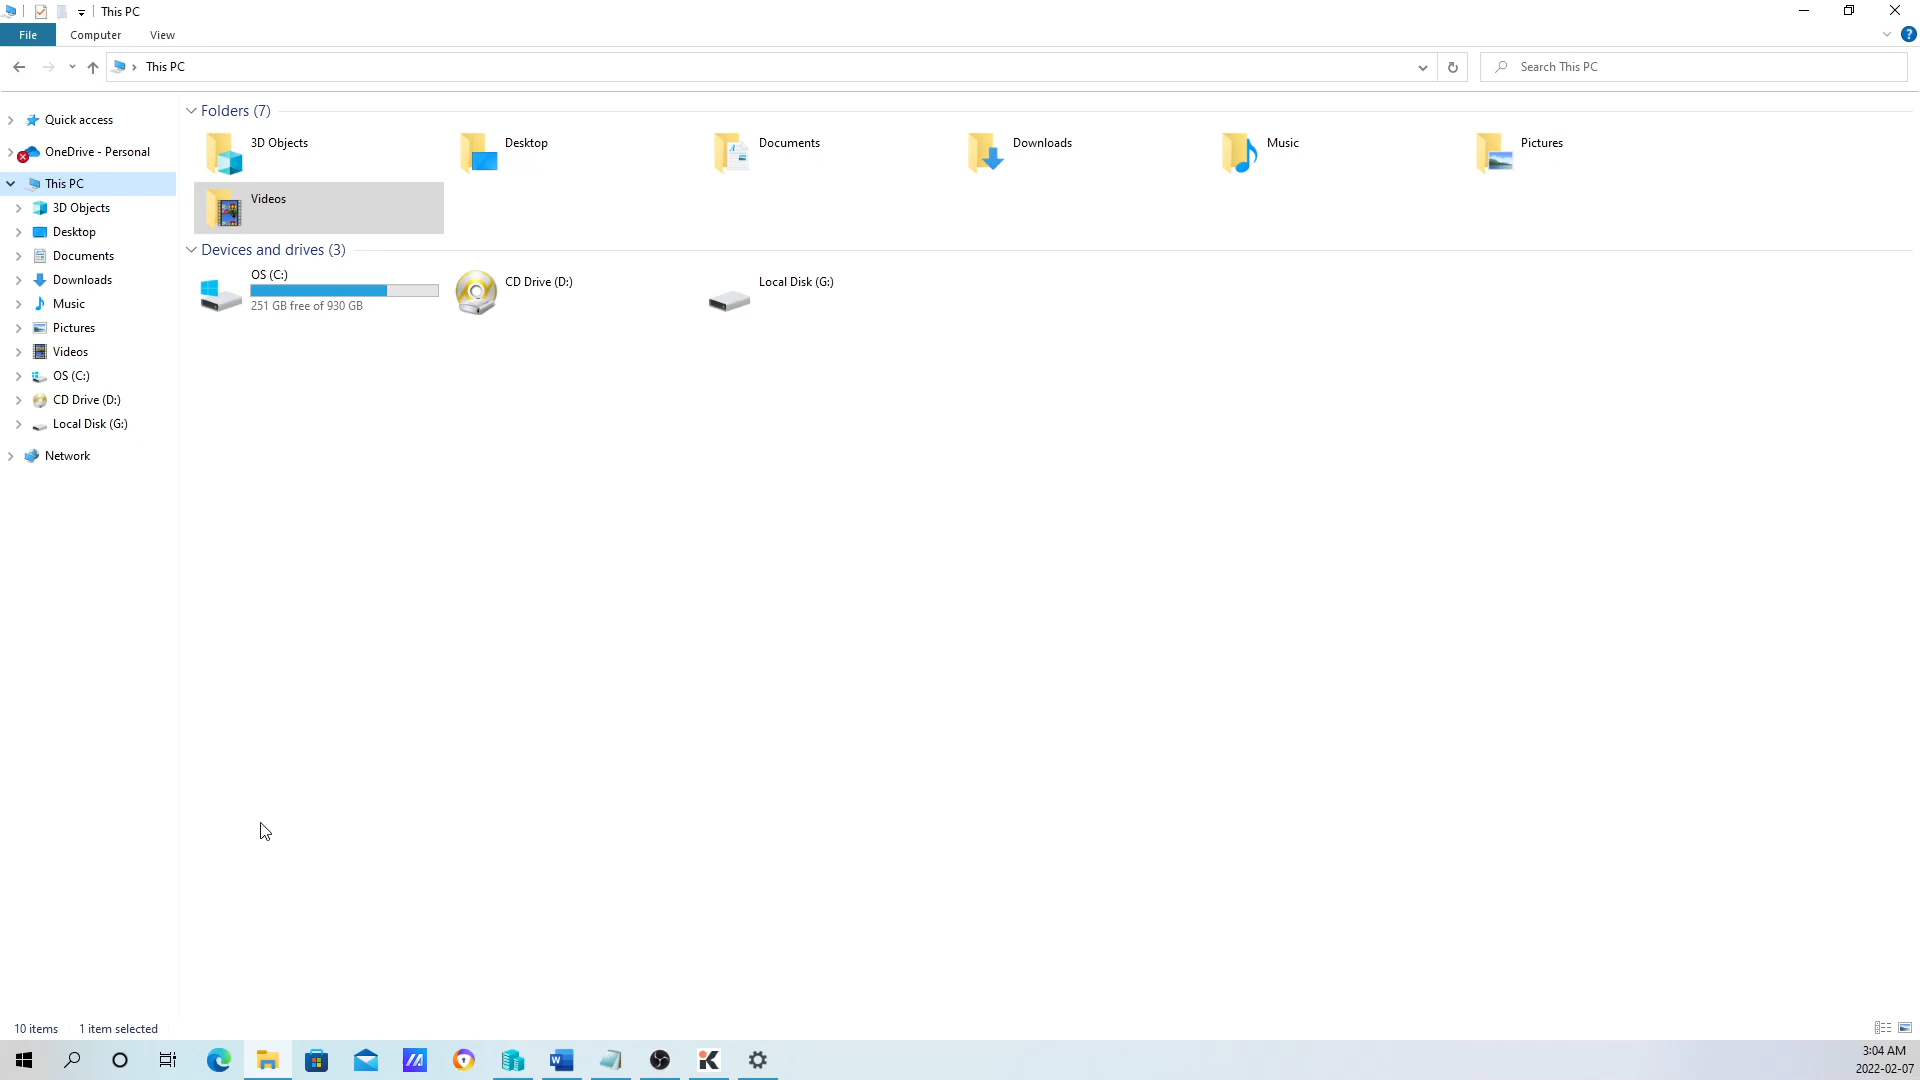 This PC
File Computer View
This PC
Search This PC
Quick access
OneDrive - Personal
This PC
3D Objects
Desktop
Documents
Downloads
Music
Pictures
Videos
OS (C:)
CD Drive (D:)
Local Disk (G:)
Network
Folders (7)
3D Objects
Desktop
Documents
Downloads
Music
Pictures
Videos
Devices and drives (3)
OS (C:)
251 GB free of 930 GB
CD Drive (D:)
Local Disk (G:)
10 items 1 item selected
3:04 AM
2022-02-07